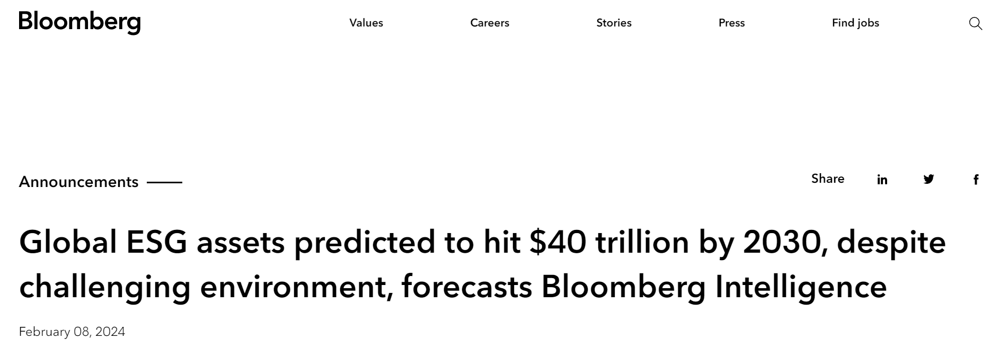 Bloomberg
Values
Careers
Stories
Press
Find jobs
Announcements
Share
Global ESG assets predicted to hit $40 trillion by 2030, despite
challenging environment, forecasts Bloomberg Intelligence
February 08, 2024